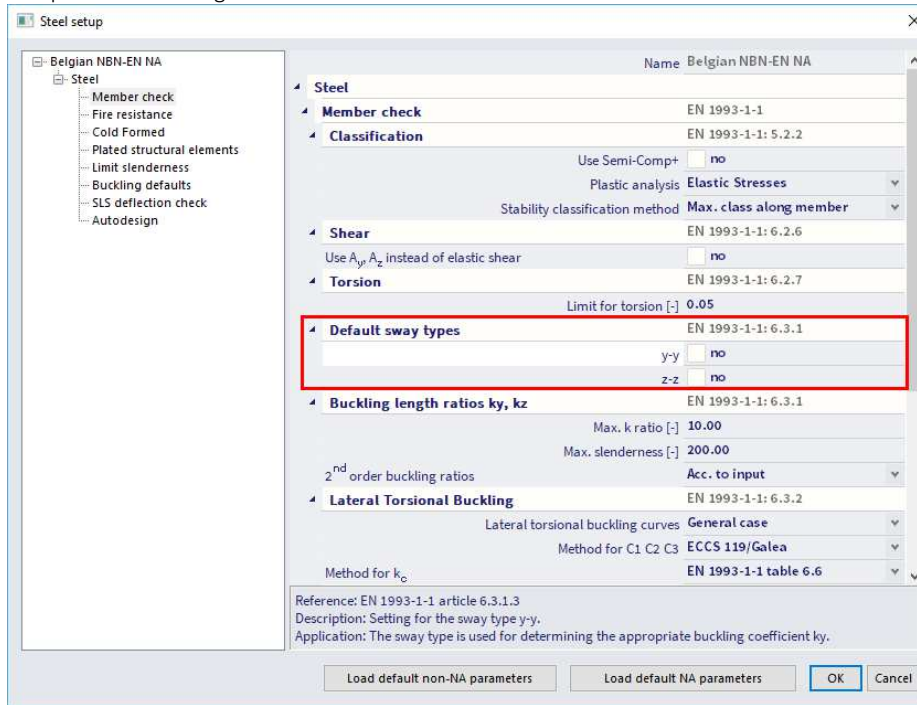 Steel setup
Belgian NBN-EN NA
Steel
Member check
Fire resistance
Cold Formed
Plated structural elements
Limit slenderness
Buckling defaults
SLS deflection check
Autodesign
Name Belgian NBN-EN NA
Steel
Member check EN 1993-1-1
Classification EN 1993-1-1: 5.2.2
Use Semi-Comp+ no
Plastic analysis Elastic Stresses
Stability classification method Max. class along member
Shear EN 1993-1-1: 6.2.6
Use Ay, Az instead of elastic shear no
Torsion EN 1993-1-1: 6.2.7
Limit for torsion [-] 0.05
Default sway types EN 1993-1-1: 6.3.1
y-y no
z-z no
Buckling length ratios ky, kz EN 1993-1-1: 6.3.1
Max. k ratio [-] 10.00
Max. slenderness [-] 200.00
2nd order buckling ratios Acc. to input
Lateral Torsional Buckling EN 1993-1-1: 6.3.2
Lateral torsional buckling curves General case
Method for C1 C2 C3 ECCS 119/Galea
Method for kc EN 1993-1-1 table 6.6
Reference: EN 1993-1-1 article 6.3.1.3
Description: Setting for the sway type y-y.
Application: The sway type is used for determining the appropriate buckling coefficient ky.
Load default non-NA parameters Load default NA parameters OK Cancel